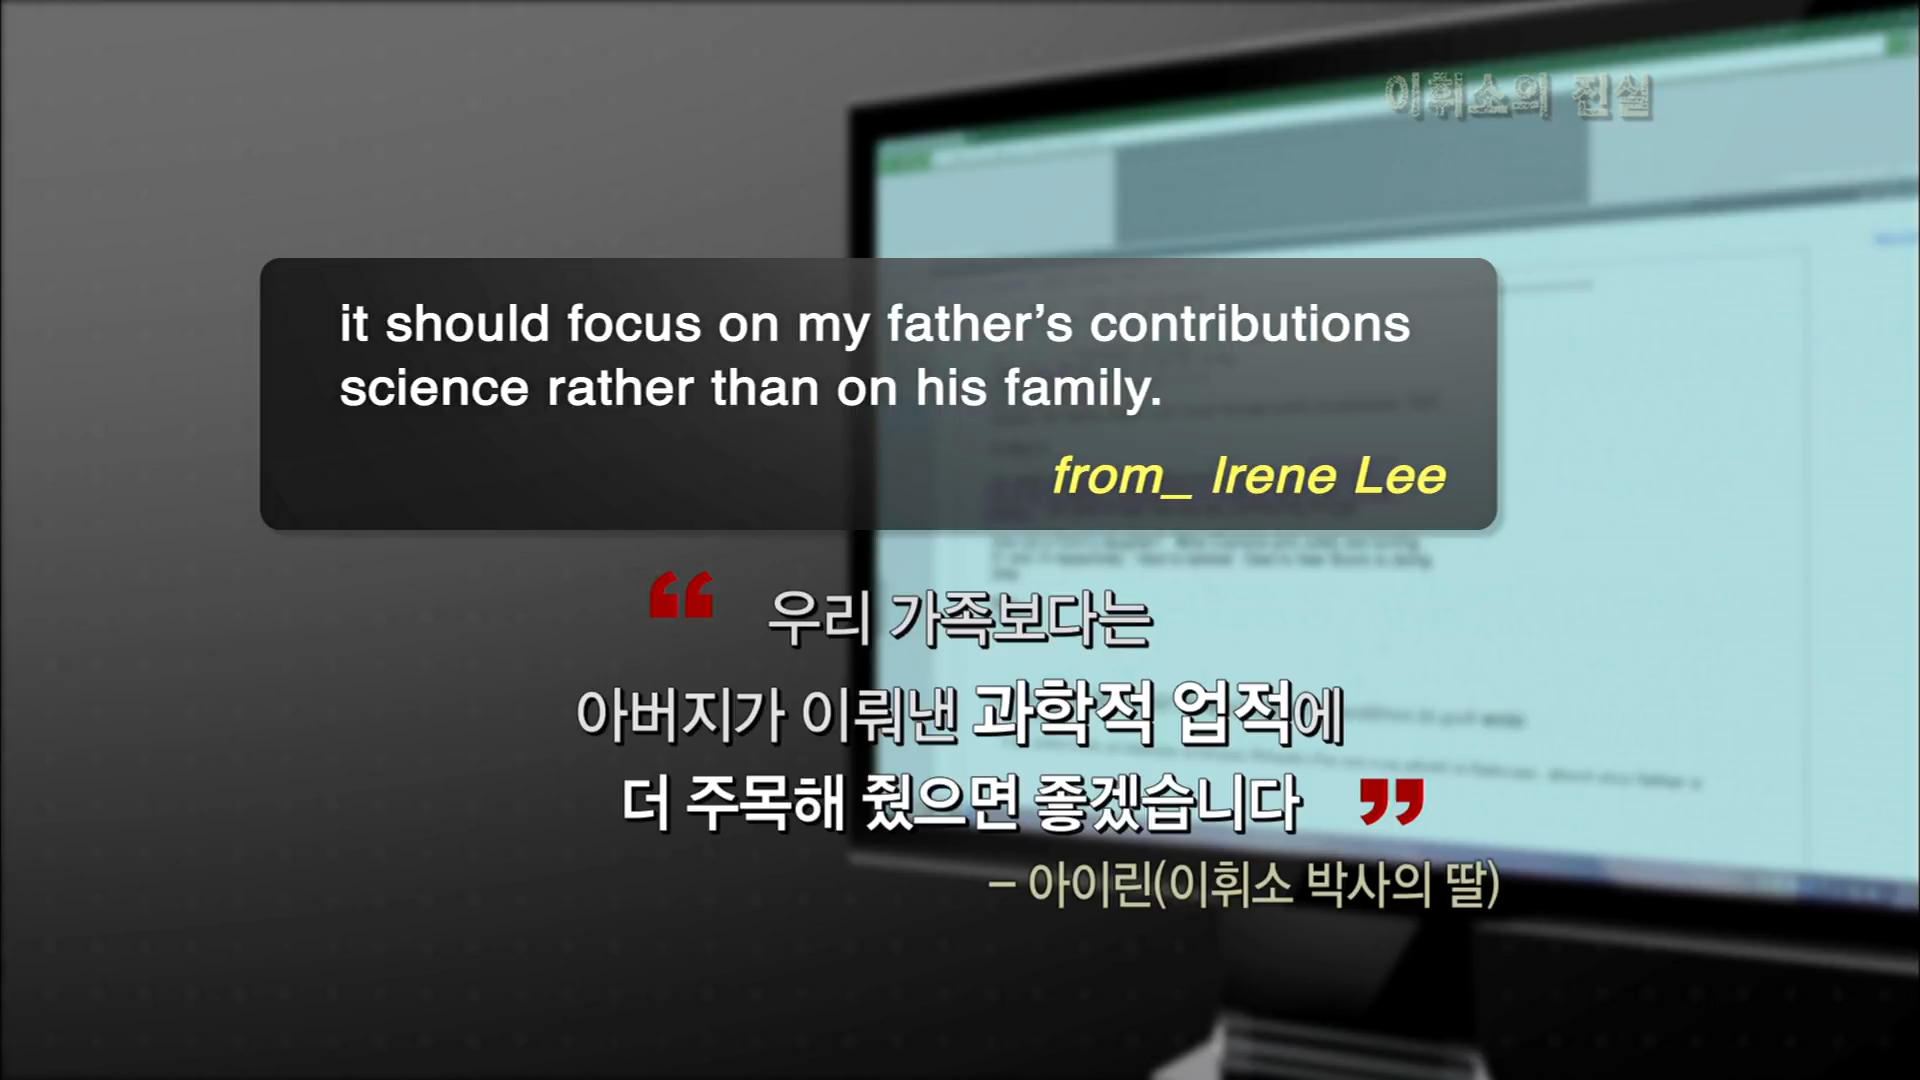 이휘소의 진실
it should focus on my father’s contributions
science rather than on his family.
from_ Irene Lee
“ 우리 가족보다는
아버지가 이뤄낸 과학적 업적에
더 주목해 줬으면 좋겠습니다 ”
– 아이린(이휘소 박사의 딸)